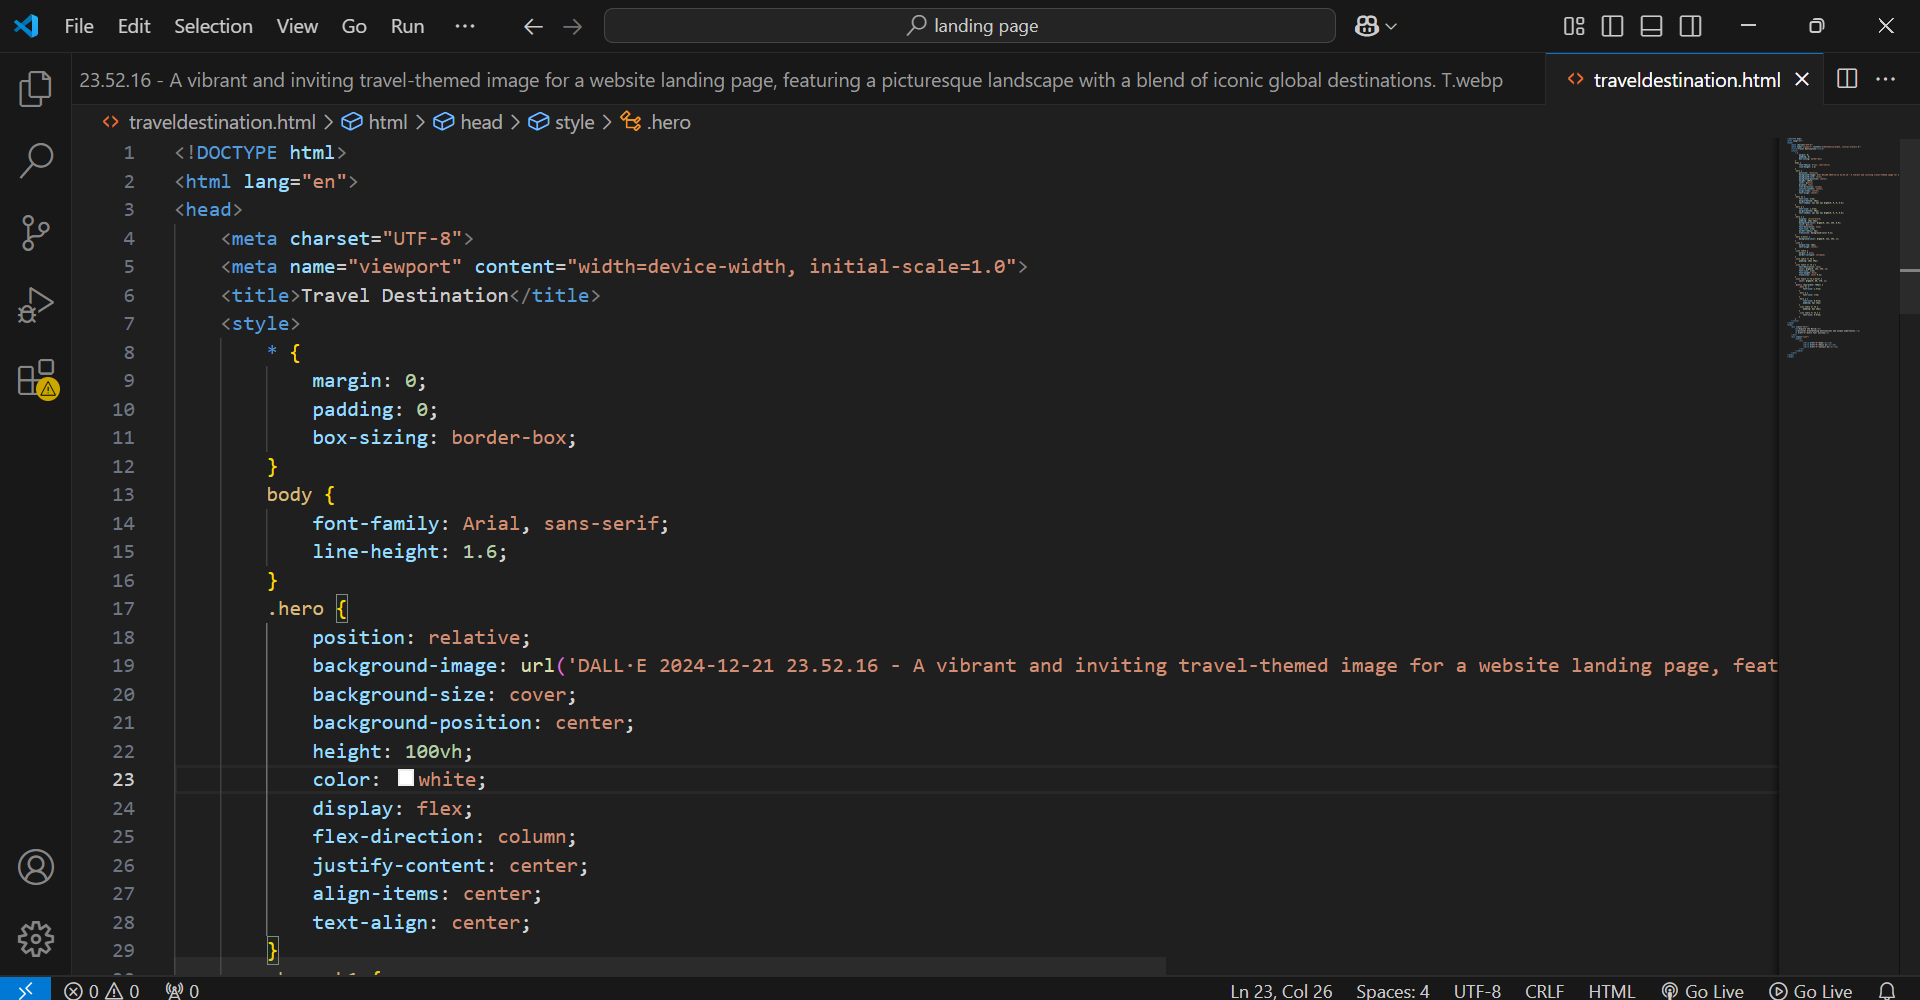 File Edit Selection View Go Run ···
landing page
23.52.16 - A vibrant and inviting travel-themed image for a website landing page, featuring a picturesque landscape with a blend of iconic global destinations. T.webp
traveldestination.html
traveldestination.html > html > head > style > .hero
1 <!DOCTYPE html>
2 <html lang="en">
3 <head>
4 <meta charset="UTF-8">
5 <meta name="viewport" content="width=device-width, initial-scale=1.0">
6 <title>Travel Destination</title>
7 <style>
8 * {
9 margin: 0;
10 padding: 0;
11 box-sizing: border-box;
12 }
13 body {
14 font-family: Arial, sans-serif;
15 line-height: 1.6;
16 }
17 .hero {
18 position: relative;
19 background-image: url('DALL·E 2024-12-21 23.52.16 - A vibrant and inviting travel-themed image for a website landing page, feat
20 background-size: cover;
21 background-position: center;
22 height: 100vh;
23 color: white;
24 display: flex;
25 flex-direction: column;
26 justify-content: center;
27 align-items: center;
28 text-align: center;
29 }
0 0 0 Ln 23, Col 26 Spaces: 4 UTF-8 CRLF HTML Go Live Go Live